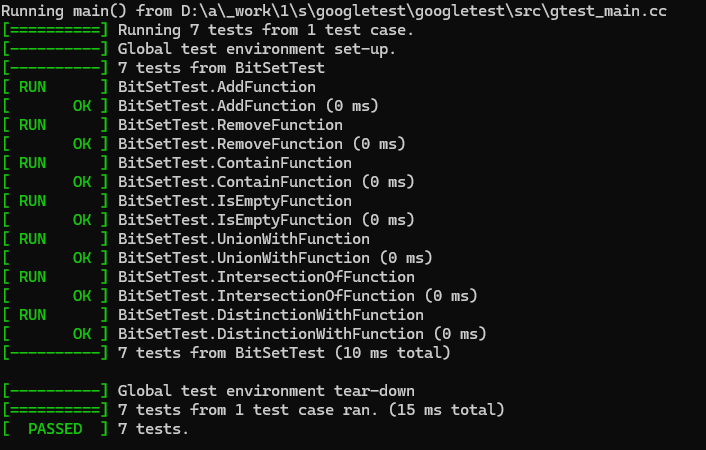 Running main() from D:\a\_work\1\s\googletest\googletest\src\gtest_main.cc
[==========] Running 7 tests from 1 test case.
[----------] Global test environment set-up.
[----------] 7 tests from BitSetTest
[ RUN      ] BitSetTest.AddFunction
[       OK ] BitSetTest.AddFunction (0 ms)
[ RUN      ] BitSetTest.RemoveFunction
[       OK ] BitSetTest.RemoveFunction (0 ms)
[ RUN      ] BitSetTest.ContainFunction
[       OK ] BitSetTest.ContainFunction (0 ms)
[ RUN      ] BitSetTest.IsEmptyFunction
[       OK ] BitSetTest.IsEmptyFunction (0 ms)
[ RUN      ] BitSetTest.UnionWithFunction
[       OK ] BitSetTest.UnionWithFunction (0 ms)
[ RUN      ] BitSetTest.IntersectionOfFunction
[       OK ] BitSetTest.IntersectionOfFunction (0 ms)
[ RUN      ] BitSetTest.DistinctionWithFunction
[       OK ] BitSetTest.DistinctionWithFunction (0 ms)
[----------] 7 tests from BitSetTest (10 ms total)
[----------] Global test environment tear-down
[==========] 7 tests from 1 test case ran. (15 ms total)
[  PASSED  ] 7 tests.